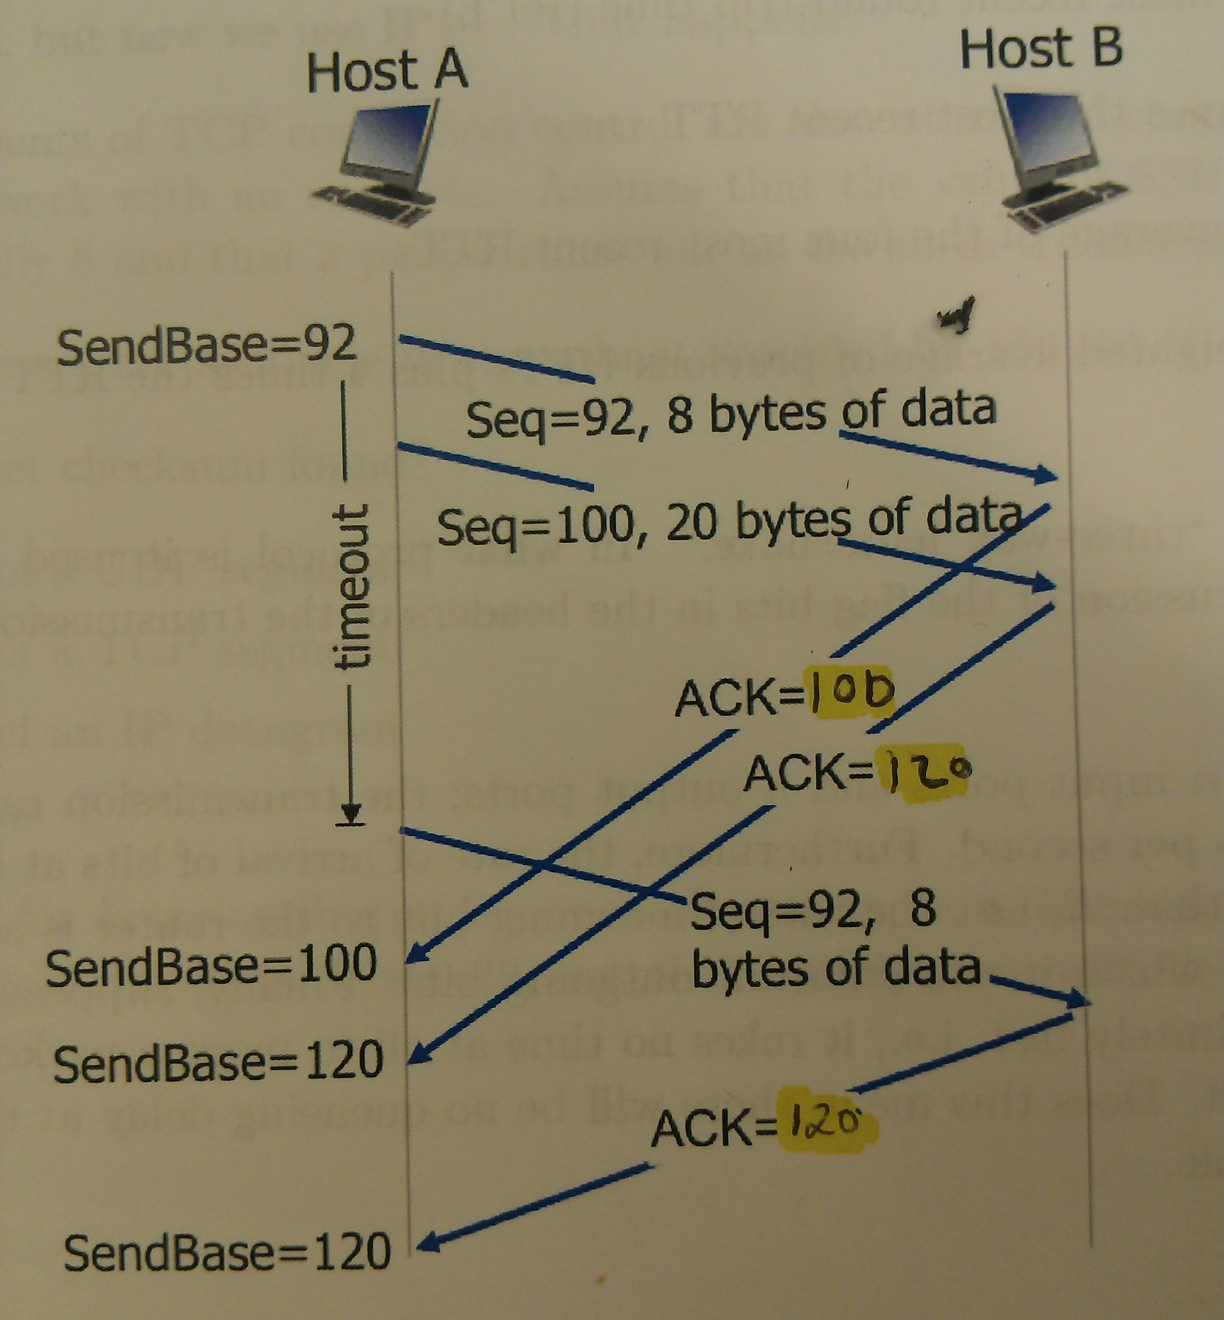 Host A
Host B
SendBase=92
Seq=92, 8 bytes of data
Seq=100, 20 bytes of data
timeout
ACK=100
ACK=120
Seq=92, 8
bytes of data
SendBase=100
SendBase=120
ACK=120
SendBase=120